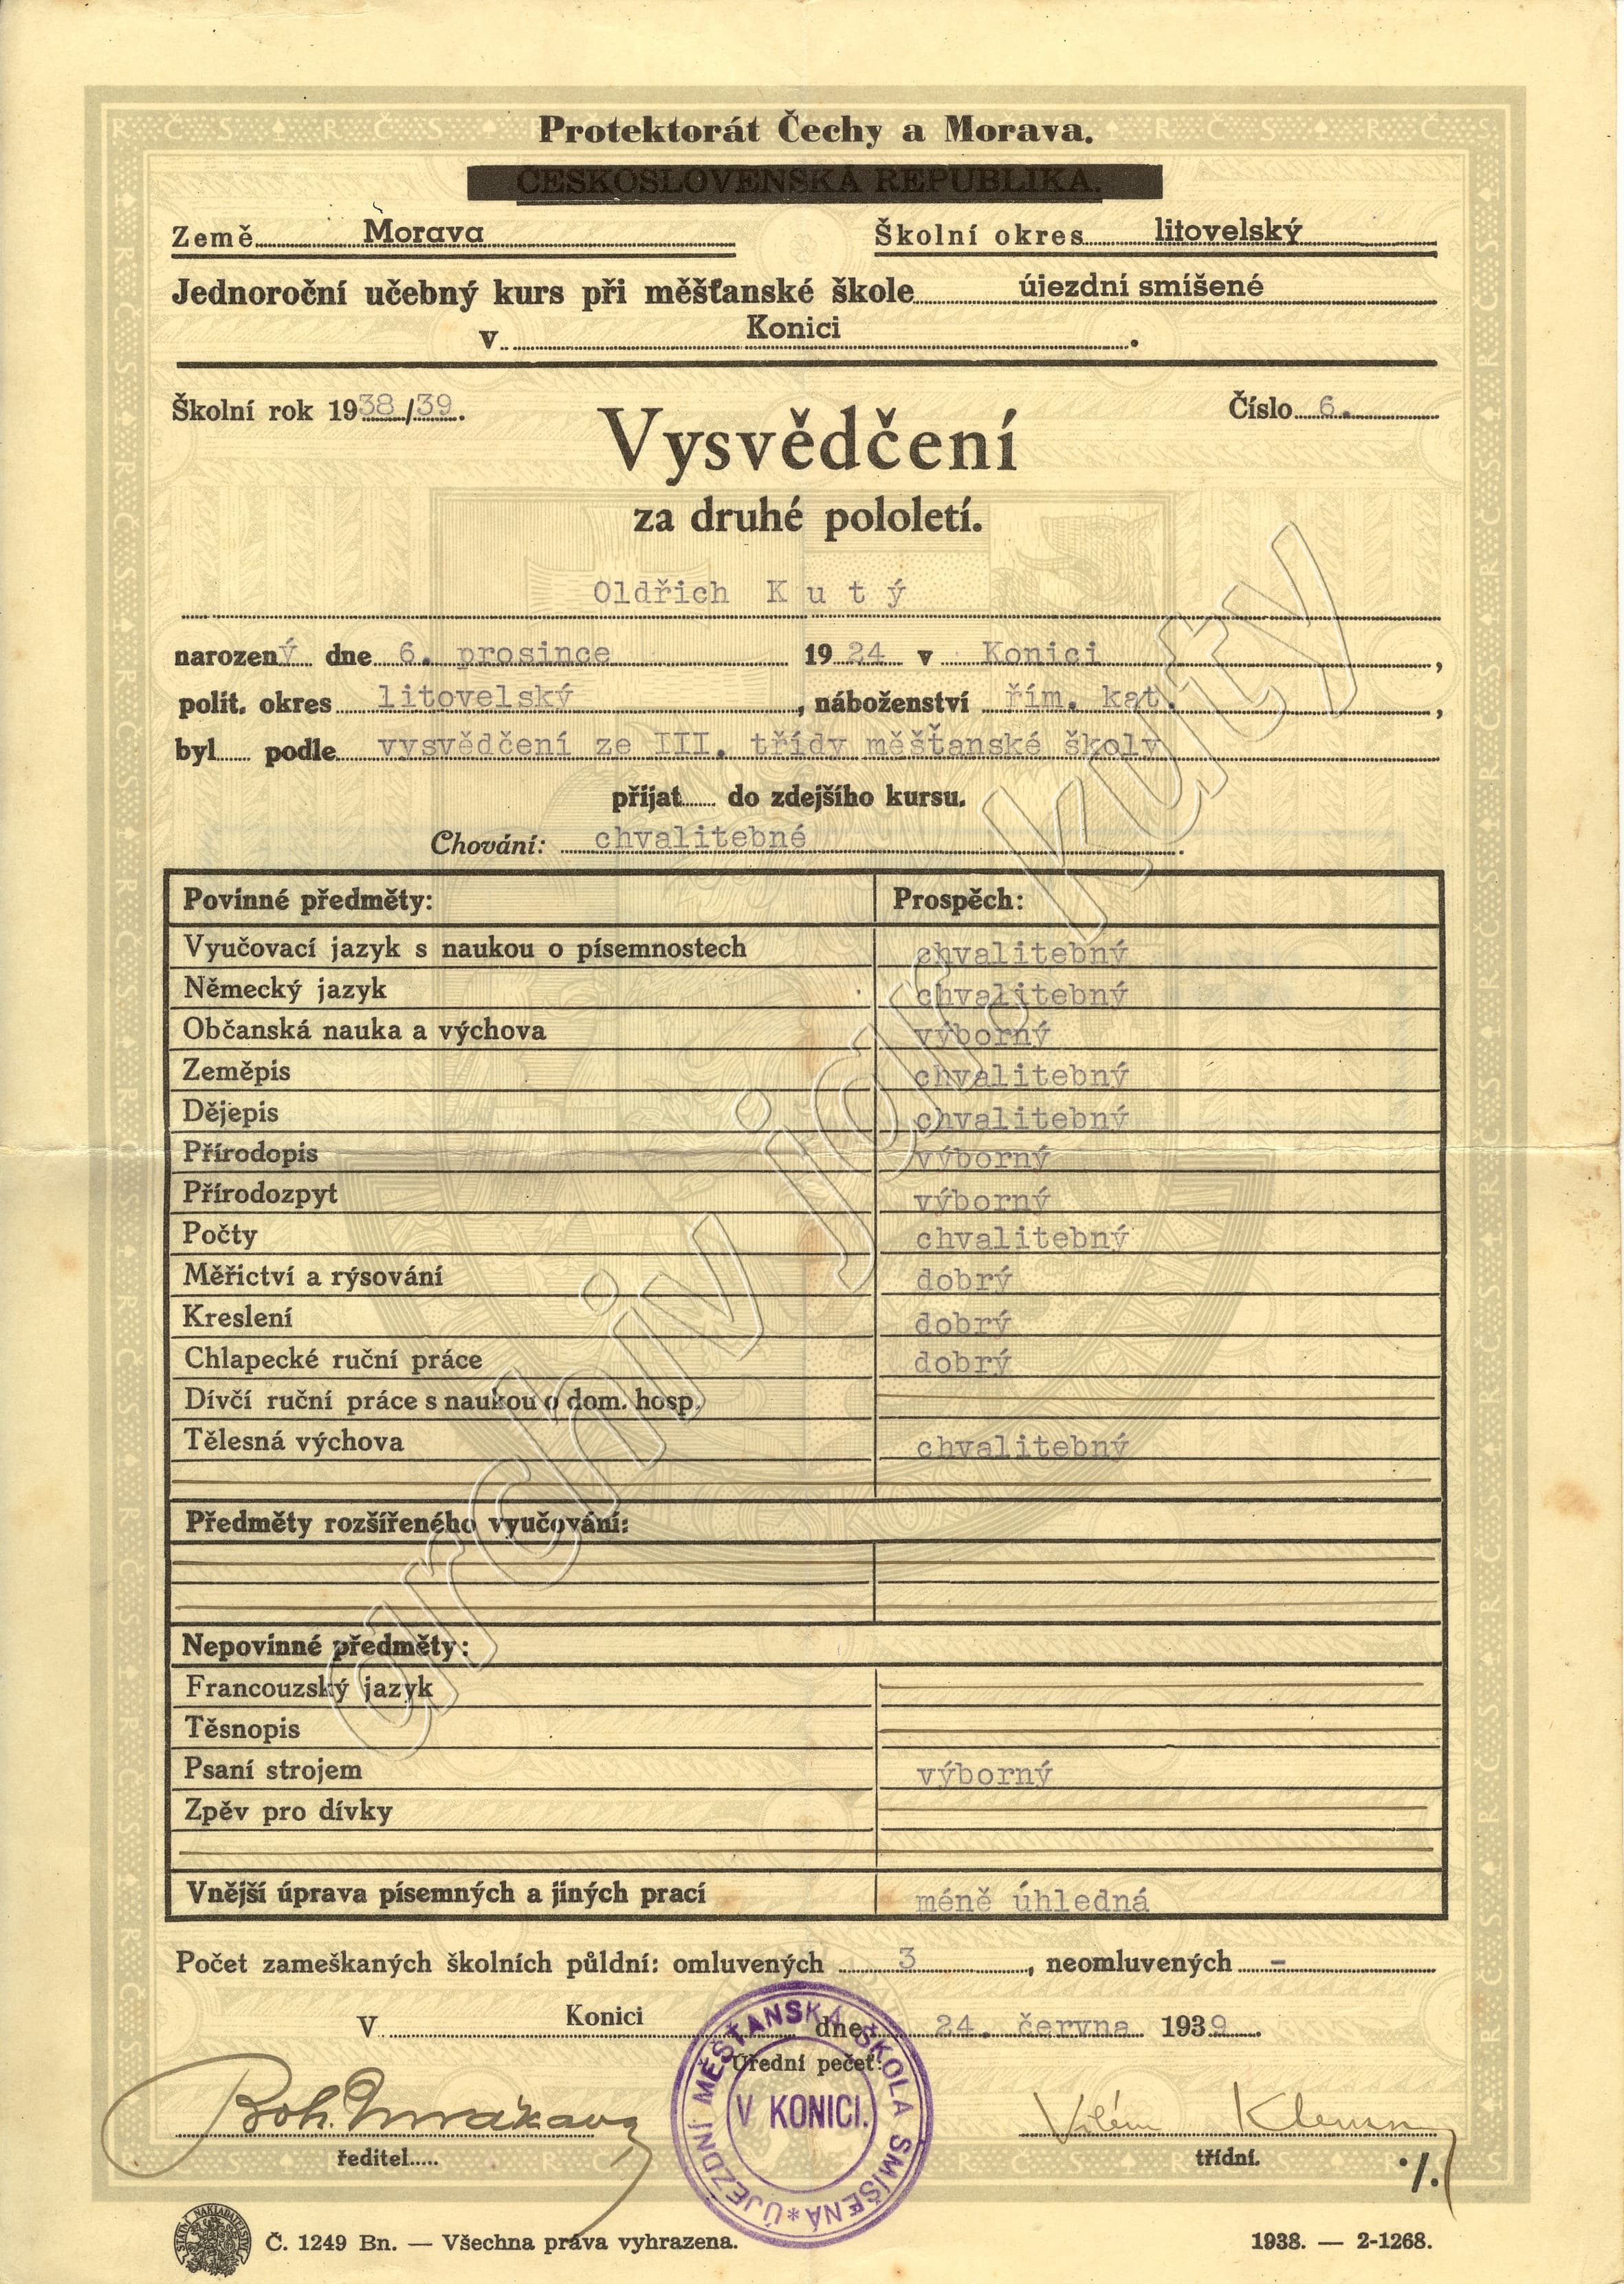 Protektorát Čechy a Morava.
ČESKOSLOVENSKÁ REPUBLIKA.
Země Morava Školní okres litovelský
Jednoroční učebný kurs při měšťanské škole újezdní smíšené
v Konici.
Školní rok 1938/39. Číslo 6.
Vysvědčení
za druhé pololetí.
Oldřich Kutý
narozený dne 6. prosince 1924 v Konici,
polit. okres litovelský, náboženství řím. kat.,
byl podle vysvědčení ze III. třídy měšťanské školy
přijat do zdejšího kursu.
Chování: chvalitebné.
Povinné předměty: Prospěch:
Vyučovací jazyk s naukou o písemnostech chvalitebný
Německý jazyk chvalitebný
Občanská nauka a výchova výborný
Zeměpis chvalitebný
Dějepis chvalitebný
Přírodopis výborný
Přírodozpyt výborný
Počty chvalitebný
Měřictví a rýsování dobrý
Kreslení dobrý
Chlapecké ruční práce dobrý
Dívčí ruční práce s naukou o dom. hosp.
Tělesná výchova chvalitebný
Předměty rozšířeného vyučování:
Nepovinné předměty:
Francouzský jazyk
Těsnopis
Psaní strojem výborný
Zpěv pro dívky
Vnější úprava písemných a jiných prací méně úhledná
Počet zameškaných školních půldní: omluvených 3, neomluvených -
V Konici dne 24. června 1939.
Úřední pečeť:
ÚJEZDNÍ MĚŠŤANSKÁ ŠKOLA SMÍŠENÁ *
V KONICI.
Boh.
Vilém
ředitel..... třídní. ·/.
STÁTNÍ NAKLADATELSTVÍ
Č. 1249 Bn. — Všechna práva vyhrazena. 1938. — 2-1268.
archiv jar. kuty